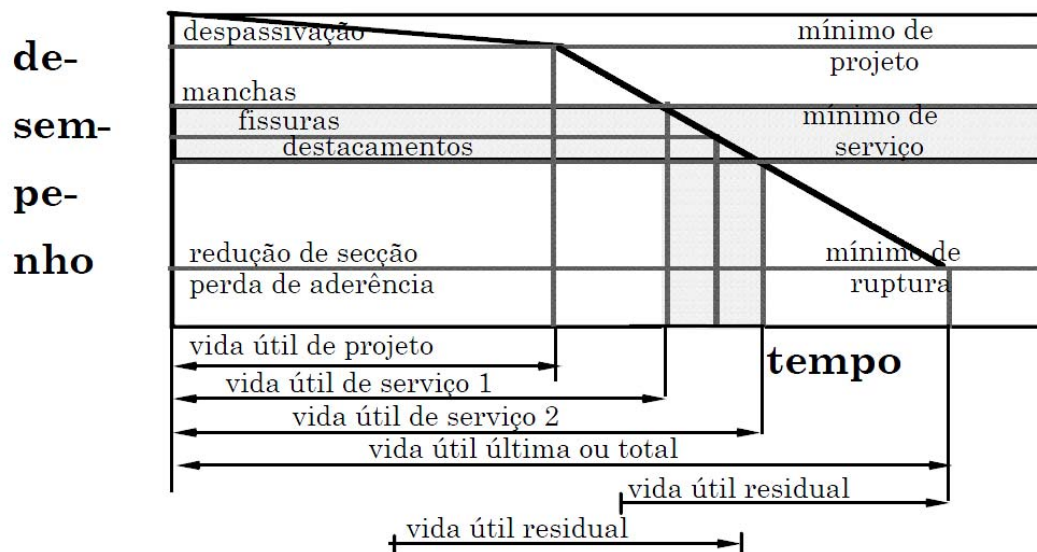 de-
sem-
pe-
nho
despassivação
mínimo de
projeto
manchas
fissuras
destacamentos
mínimo de
serviço
redução de secção
perda de aderência
mínimo de
ruptura
tempo
vida útil de projeto
vida útil de serviço 1
vida útil de serviço 2
vida útil última ou total
vida útil residual
vida útil residual